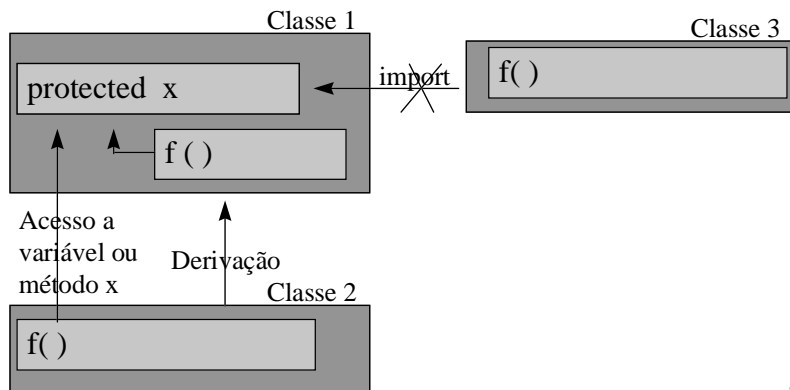 Classe 1
Classe 3
protected x
import
f( )
f ( )
Acesso a
variável ou
método x
Derivação
Classe 2
f( )